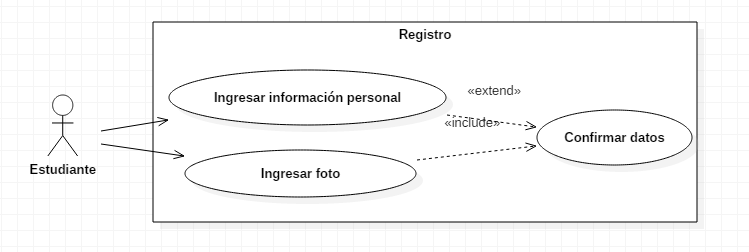 Registro
Ingresar información personal
«extend»
«include»
Confirmar datos
Estudiante
Ingresar foto